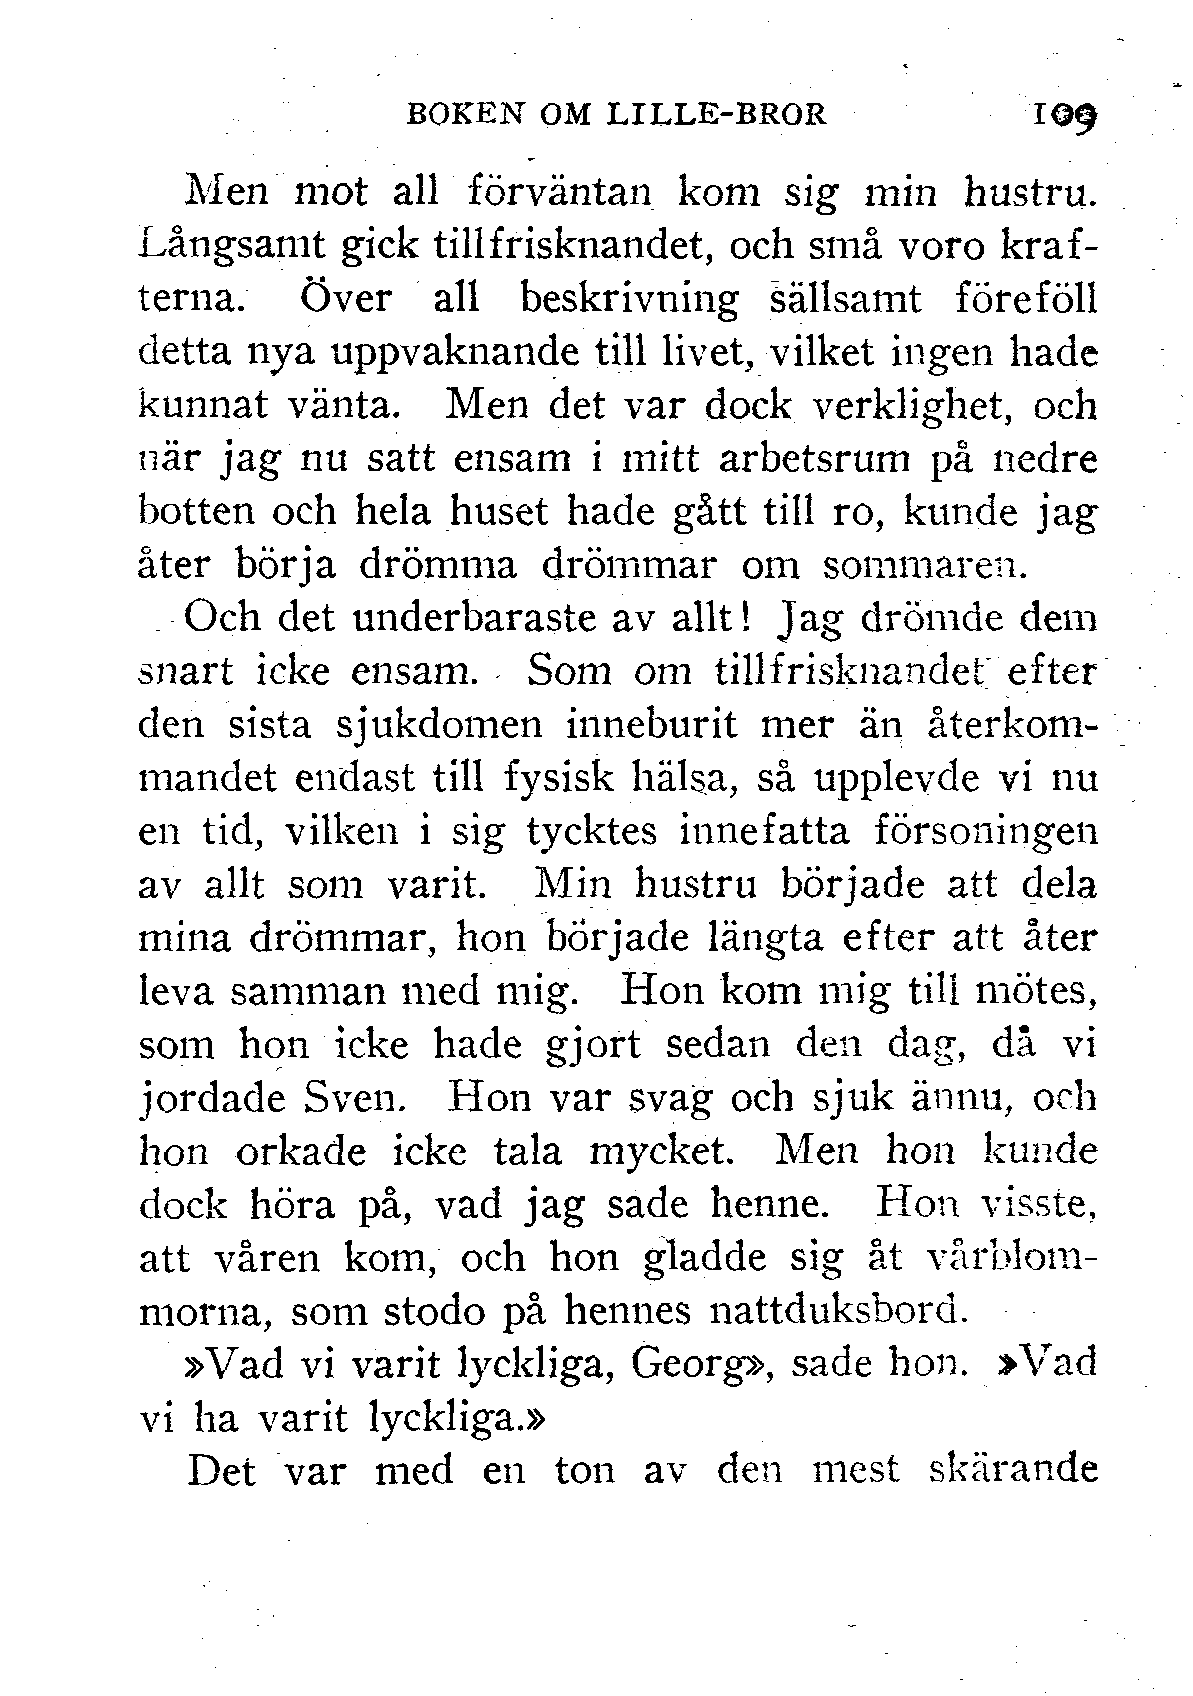 BOKEN OM LILLE-BROR 109
Men mot all förväntan kom sig min hustru.
Långsamt gick tillfrisknandet, och små voro kraf-
terna. Över all beskrivning sällsamt föreföll
detta nya uppvaknande till livet, vilket ingen hade
kunnat vänta. Men det var dock verklighet, och
när jag nu satt ensam i mitt arbetsrum på nedre
botten och hela huset hade gått till ro, kunde jag
åter börja drömma drömmar om sommaren.
Och det underbaraste av allt! Jag drömde dem
snart icke ensam. Som om tillfrisknandet efter
den sista sjukdomen inneburit mer än återkom-
mandet endast till fysisk hälsa, så upplevde vi nu
en tid, vilken i sig tycktes innefatta försoningen
av allt som varit. Min hustru började att dela
mina drömmar, hon började längta efter att åter
leva samman med mig. Hon kom mig till mötes,
som hon icke hade gjort sedan den dag, då vi
jordade Sven. Hon var svag och sjuk ännu, och
hon orkade icke tala mycket. Men hon kunde
dock höra på, vad jag sade henne. Hon visste,
att våren kom, och hon gladde sig åt vårblom-
morna, som stodo på hennes nattduksbord.
»Vad vi varit lyckliga, Georg», sade hon. »Vad
vi ha varit lyckliga.»
Det var med en ton av den mest skärande